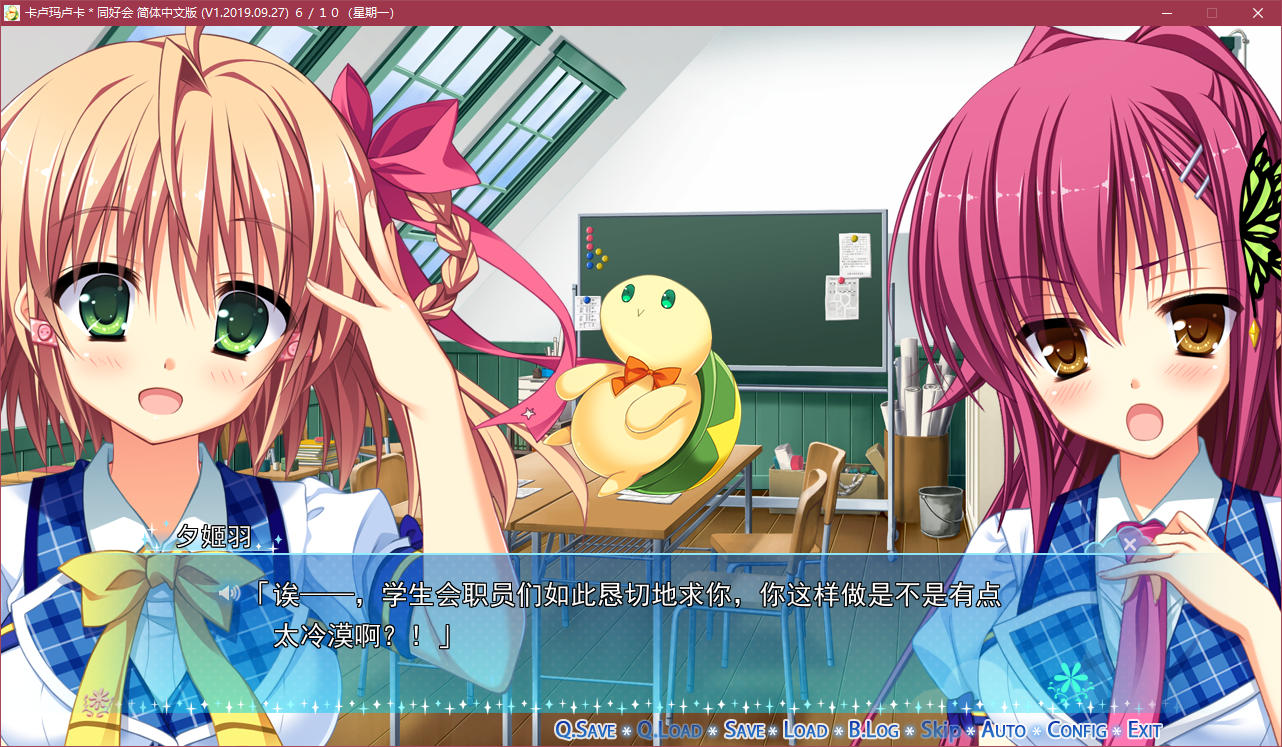 卡卢玛卢卡 * 同好会 简体中文版 (V1.2019.09.27) ６ / １０ （星期一）
夕姬羽
「诶——，学生会职员们如此恳切地求你，你这样做是不是有点
太冷漠啊？！」
Q.SAVE * Q.LOAD * SAVE * LOAD * B.LOG * SKIP * AUTO * CONFIG * EXIT